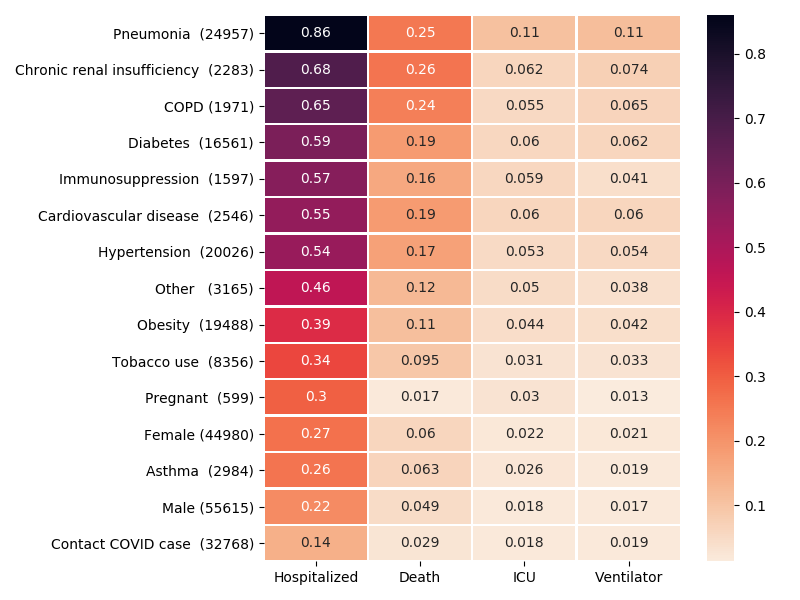 Pneumonia (24957) 0.86 0.25 0.11 0.11
Chronic renal insufficiency (2283) 0.68 0.26 0.062 0.074
COPD (1971) 0.65 0.24 0.055 0.065
Diabetes (16561) 0.59 0.19 0.06 0.062
Immunosuppression (1597) 0.57 0.16 0.059 0.041
Cardiovascular disease (2546) 0.55 0.19 0.06 0.06
Hypertension (20026) 0.54 0.17 0.053 0.054
Other (3165) 0.46 0.12 0.05 0.038
Obesity (19488) 0.39 0.11 0.044 0.042
Tobacco use (8356) 0.34 0.095 0.031 0.033
Pregnant (599) 0.3 0.017 0.03 0.013
Female (44980) 0.27 0.06 0.022 0.021
Asthma (2984) 0.26 0.063 0.026 0.019
Male (55615) 0.22 0.049 0.018 0.017
Contact COVID case (32768) 0.14 0.029 0.018 0.019
Hospitalized Death ICU Ventilator
0.8
0.7
0.6
0.5
0.4
0.3
0.2
0.1